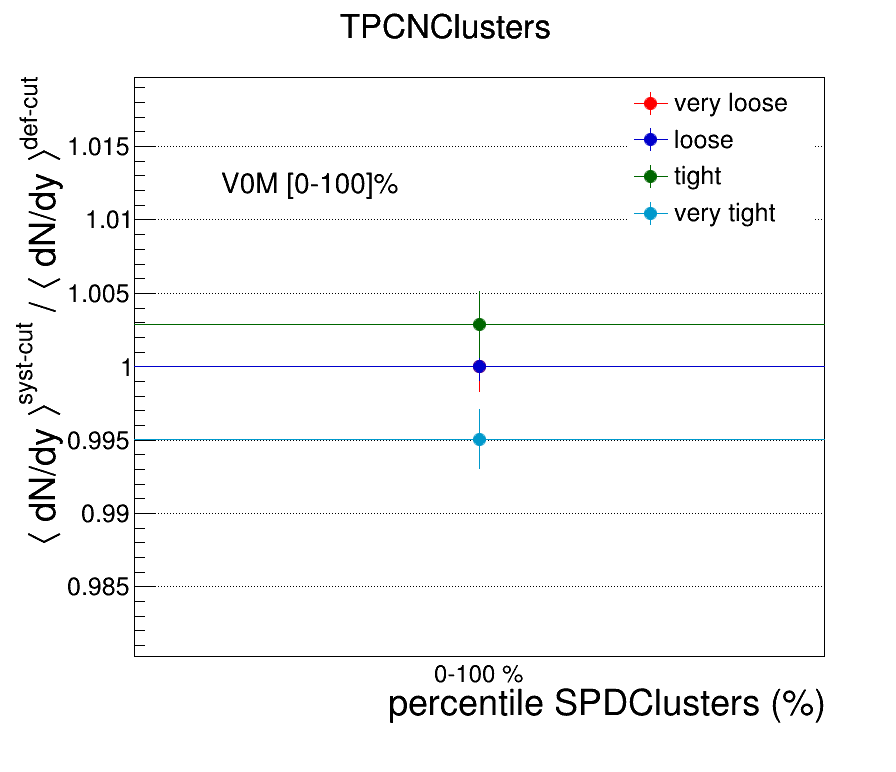 TPCNClusters
⟨ dN/dy ⟩^syst-cut / ⟨ dN/dy ⟩^def-cut
1.015
1.01
1.005
1
0.995
0.99
0.985
V0M [0-100]%
very loose
loose
tight
very tight
0-100 %
percentile SPDClusters (%)